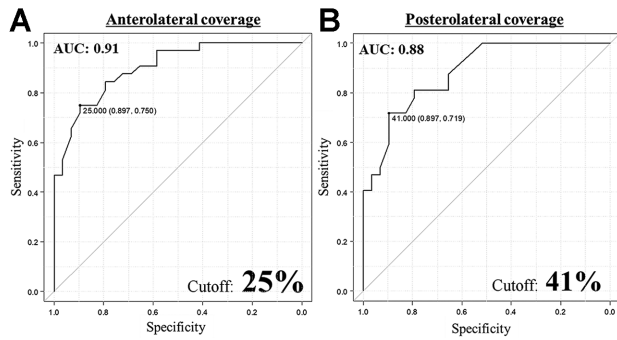 A
Anterolateral coverage
AUC: 0.91
1.0
0.8
0.6
0.4
0.2
0.0
Sensitivity
25.000 (0.897, 0.750)
Cutoff: 25%
1.0 0.8 0.6 0.4 0.2 0.0
Specificity
B
Posterolateral coverage
AUC: 0.88
1.0
0.8
0.6
0.4
0.2
0.0
Sensitivity
41.000 (0.897, 0.719)
Cutoff: 41%
1.0 0.8 0.6 0.4 0.2 0.0
Specificity